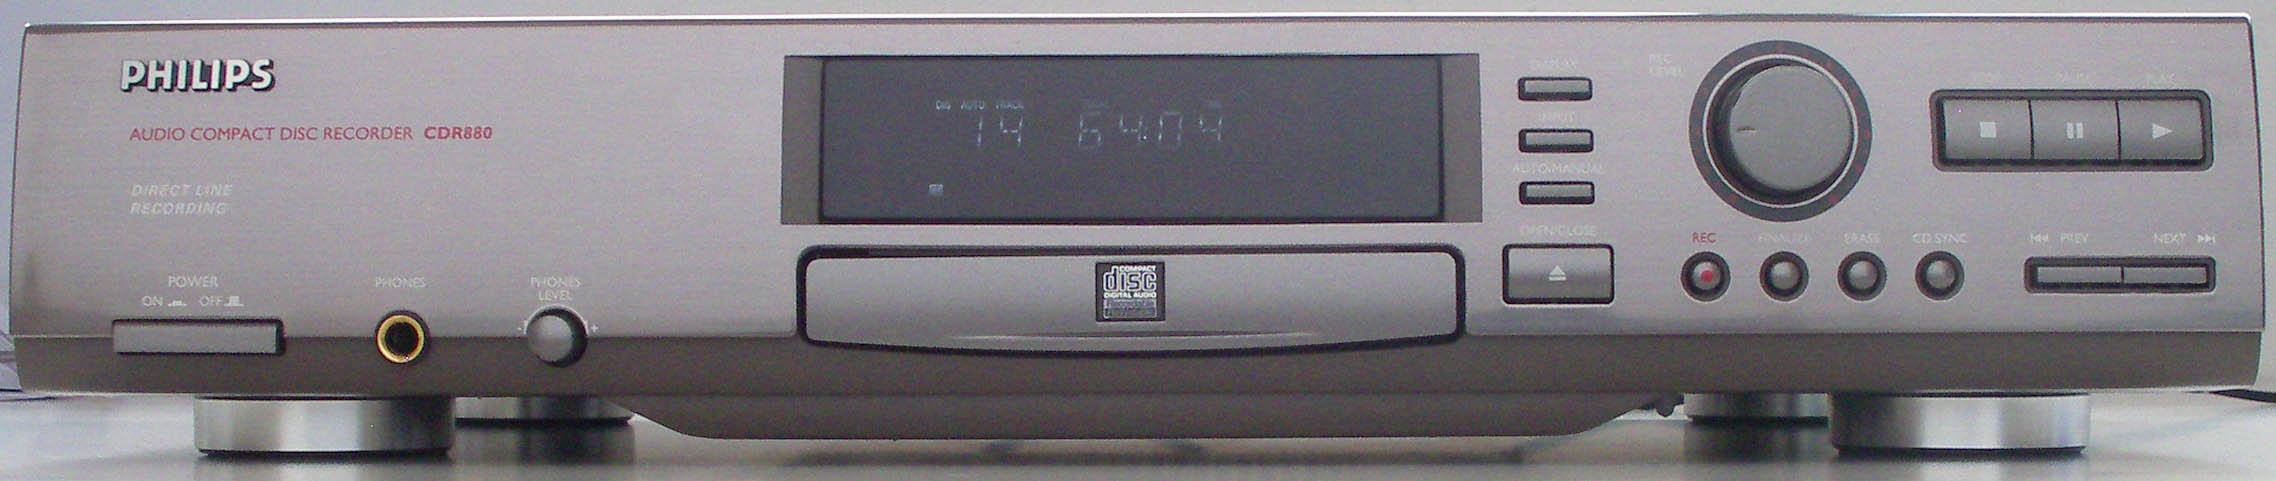 PHILIPS
AUDIO COMPACT DISC RECORDER CDR880
DIRECT LINE
RECORDING
POWER
ON OFF
PHONES
PHONES
LEVEL
- +
DIG AUTO TRACK
14 64:04
COMPACT
disc
DIGITAL AUDIO
DISPLAY
INPUT
AUTO/MANUAL
OPEN/CLOSE
REC
LEVEL
STOP PAUSE PLAY
REC FINALIZE ERASE CD SYNC
PREV NEXT